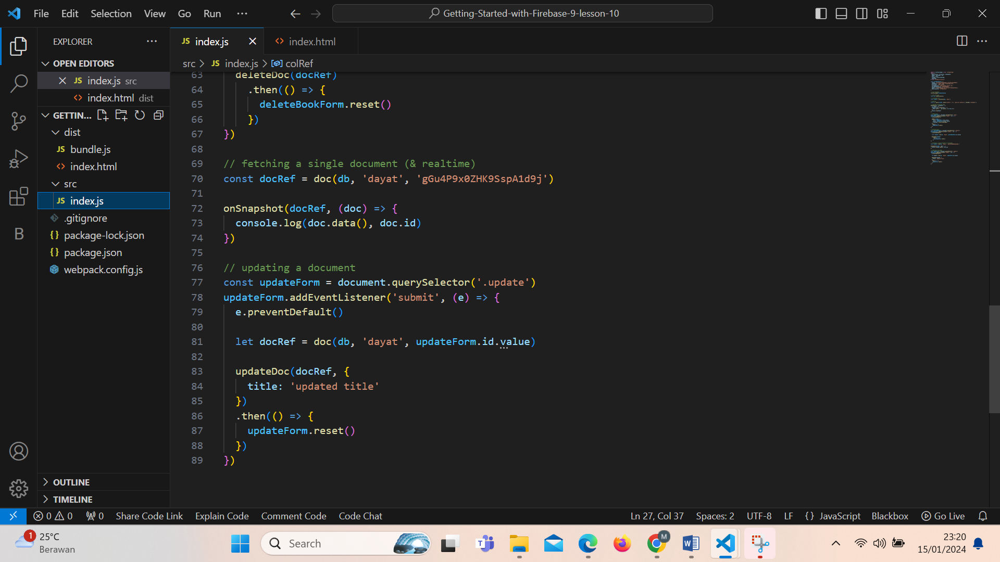 File Edit Selection View Go Run ··· Getting-Started-with-Firebase-9-lesson-10
EXPLORER
OPEN EDITORS
JS index.js src
index.html dist
GETTIN...
dist
JS bundle.js
index.html
src
JS index.js
.gitignore
{} package-lock.json
{} package.json
webpack.config.js
B
OUTLINE
TIMELINE
JS index.js
index.html
src > JS index.js > colRef
63 deleteDoc(docRef)
64 .then(() => {
65 deleteBookForm.reset()
66 })
67 })
68
69 // fetching a single document (& realtime)
70 const docRef = doc(db, 'dayat', 'gGu4P9x0ZHK9SspA1d9j')
71
72 onSnapshot(docRef, (doc) => {
73 console.log(doc.data(), doc.id)
74 })
75
76 // updating a document
77 const updateForm = document.querySelector('.update')
78 updateForm.addEventListener('submit', (e) => {
79 e.preventDefault()
80
81 let docRef = doc(db, 'dayat', updateForm.id.value)
82
83 updateDoc(docRef, {
84 title: 'updated title'
85 })
86 .then(() => {
87 updateForm.reset()
88 })
89 })
0 0 0 Share Code Link Explain Code Comment Code Code Chat Ln 27, Col 37 Spaces: 2 UTF-8 LF {} JavaScript Blackbox Go Live
1 25°C
Berawan
Search
T
M
W
23:20
15/01/2024